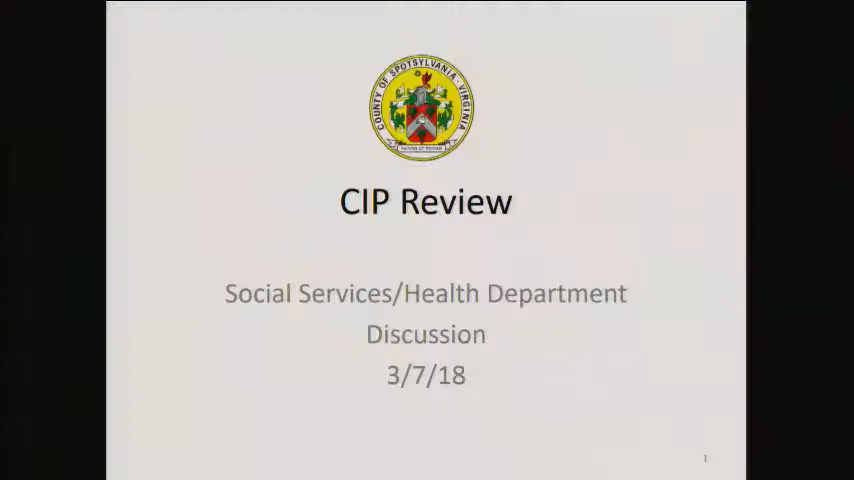 COUNTY OF SPOTSYLVANIA • VIRGINIA
CIP Review
Social Services/Health Department
Discussion
3/7/18
1